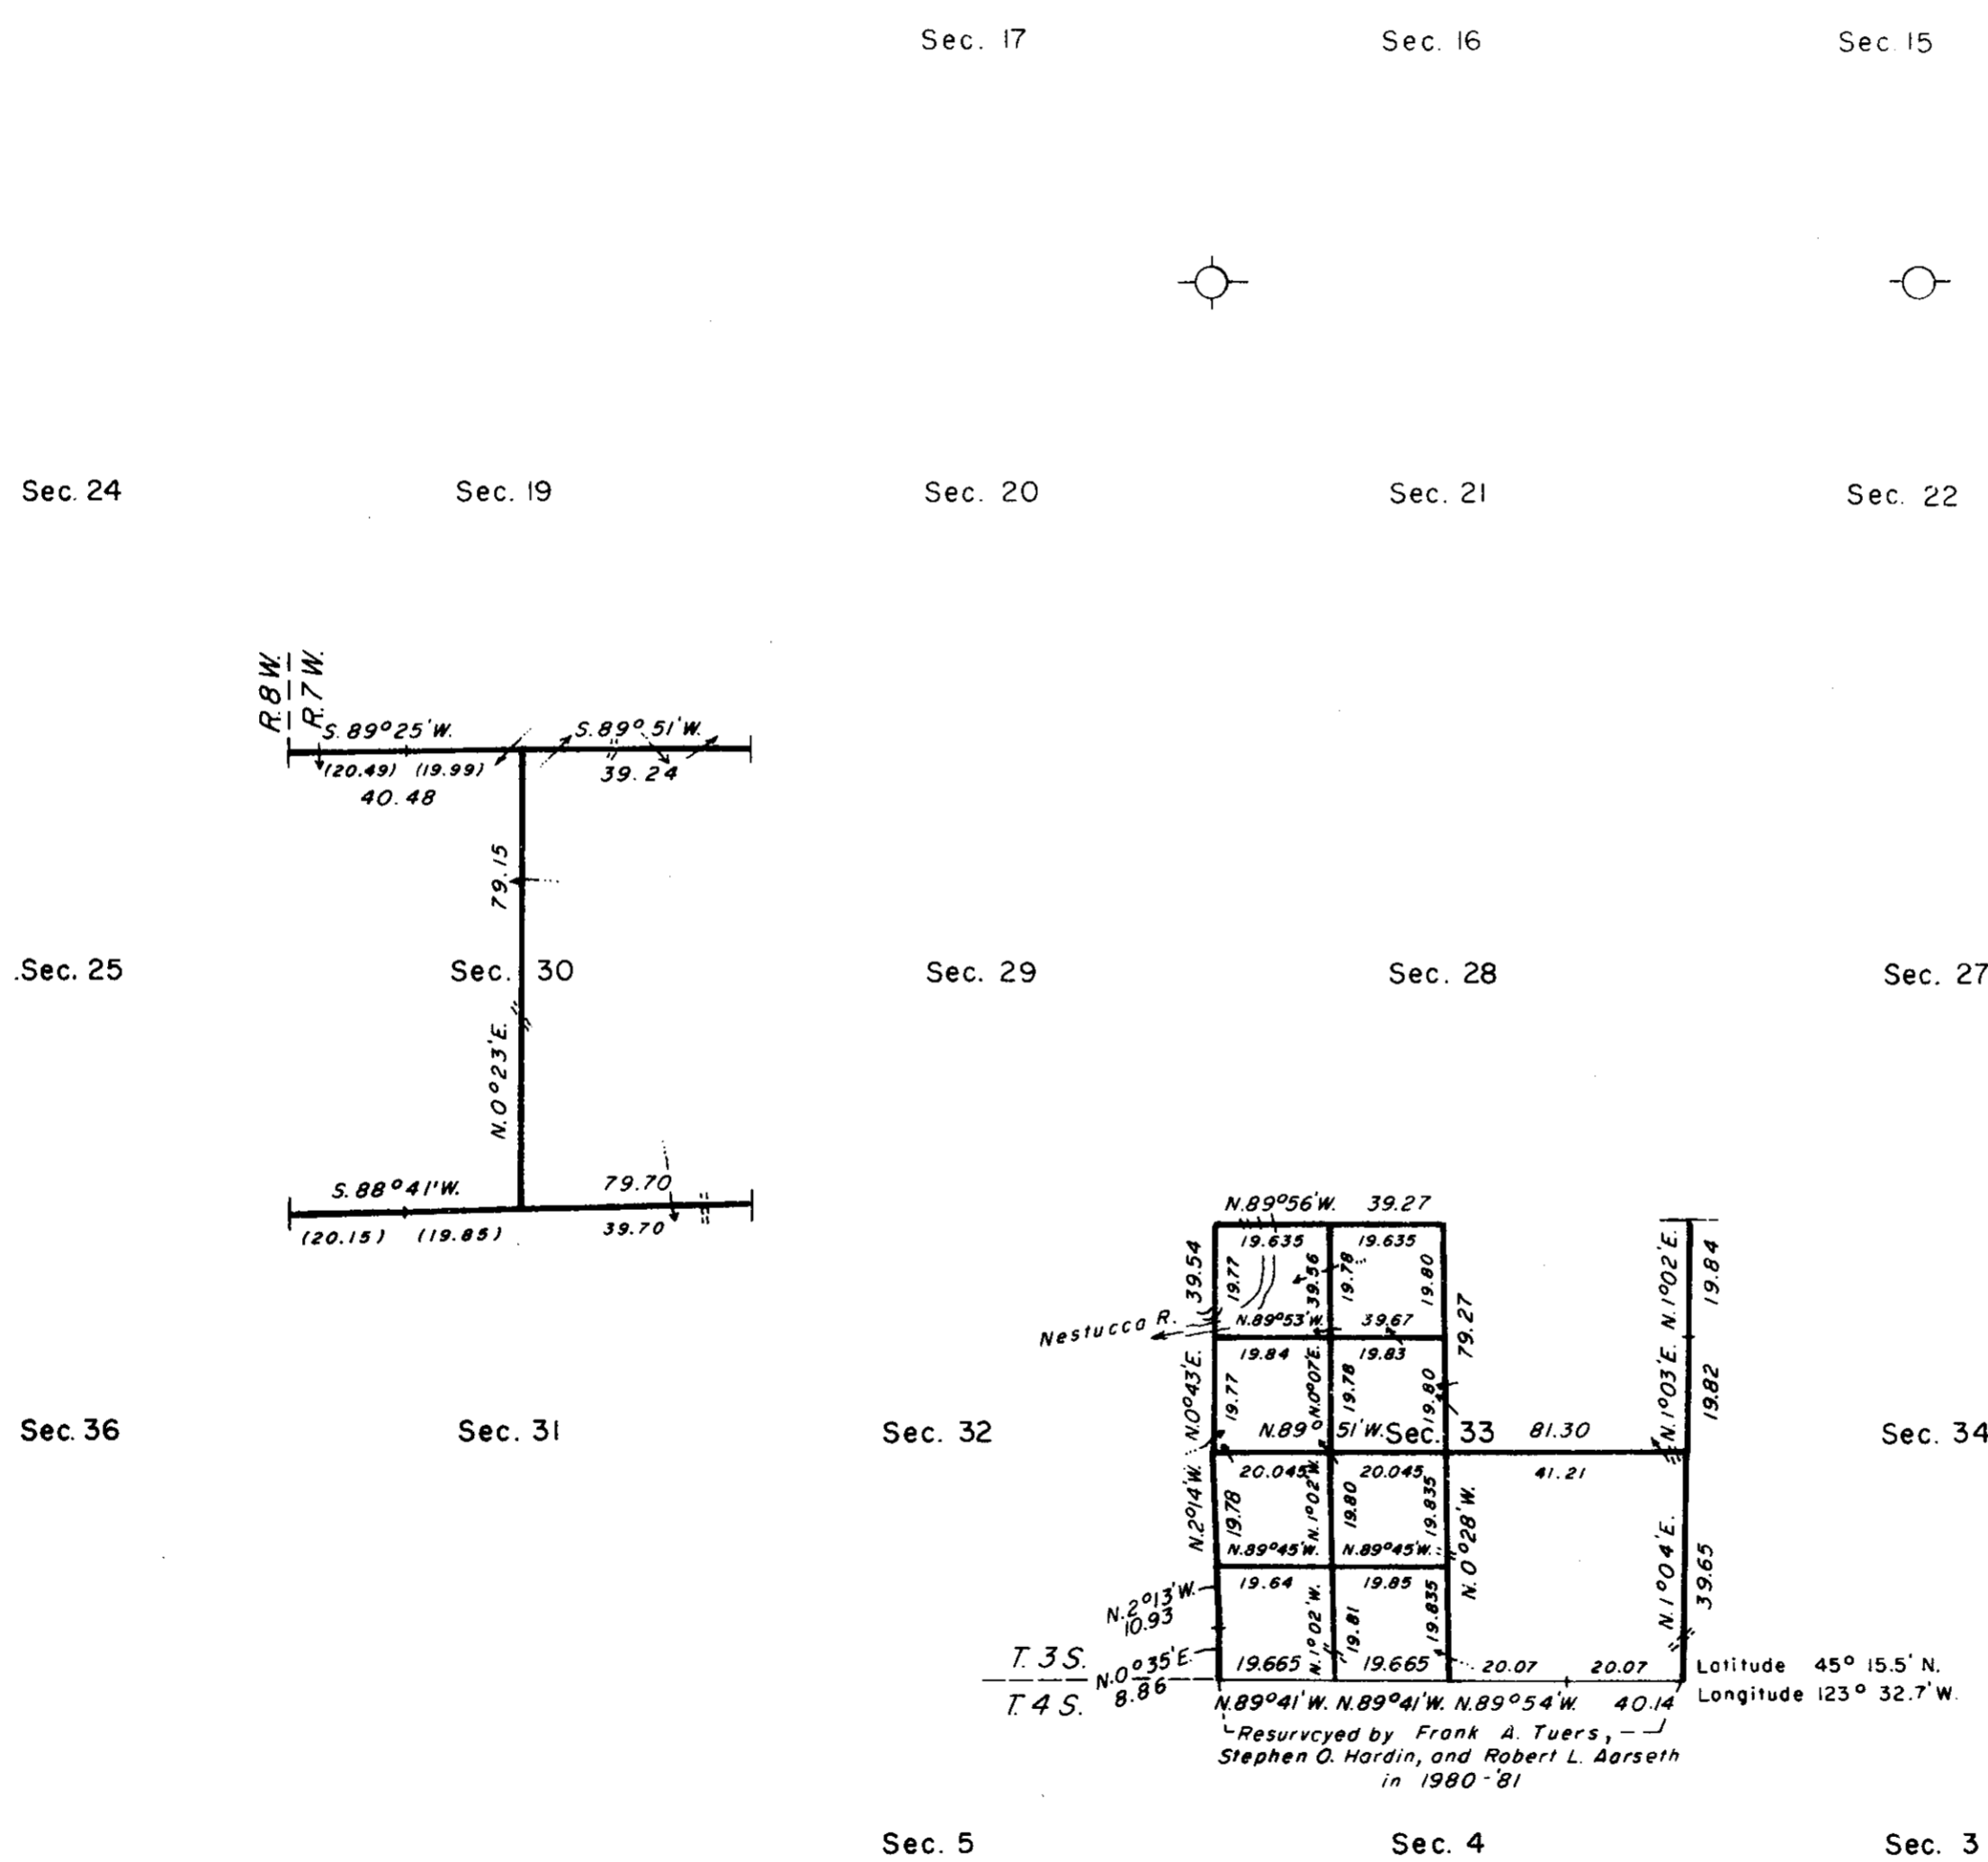 Sec. 17 Sec. 16 Sec. 15
Sec. 24 Sec. 19 Sec. 20 Sec. 21 Sec. 22
R. 8 W.
R. 7 W.
S. 89° 25' W. S. 89° 51' W.
(20.49) (19.99) 39.24
40.48
79.15
.Sec. 25 Sec. 30 Sec. 29 Sec. 28 Sec. 27
N. 0° 23' E.
S. 88° 41' W. 79.70
(20.15) (19.85) 39.70
N. 89° 56' W. 39.27
19.635 19.635
39.54
19.77
39.56
19.78
19.80
N. 1° 02' E.
19.84
Nestucca R.
N. 89° 53' W. 39.67
79.27
19.84 19.83
N. 0° 43' E.
19.77
N. 0° 07' E.
19.78
19.80
N. 1° 03' E.
19.82
Sec. 36 Sec. 31 Sec. 32 N. 89° 51' W. Sec. 33 81.30 Sec. 34
20.045 20.045 41.21
N. 2° 14' W.
19.78
N. 1° 02' W.
19.80
19.835
N. 0° 28' W.
N. 1° 04' E.
39.65
N. 89° 45' W. N. 89° 45' W.
19.64 19.85
N. 2° 13' W.
10.93
N. 1° 02' W.
19.81
19.835
T. 3 S. N. 0° 35' E. 19.665 19.665 20.07 20.07 Latitude 45° 15.5' N.
T. 4 S. 8.86 N. 89° 41' W. N. 89° 41' W. N. 89° 54' W. 40.14 Longitude 123° 32.7' W.
Resurvcyed by Frank A. Tuers,
Stephen O. Hardin, and Robert L. Aarseth
in 1980-'81
Sec. 5 Sec. 4 Sec. 3